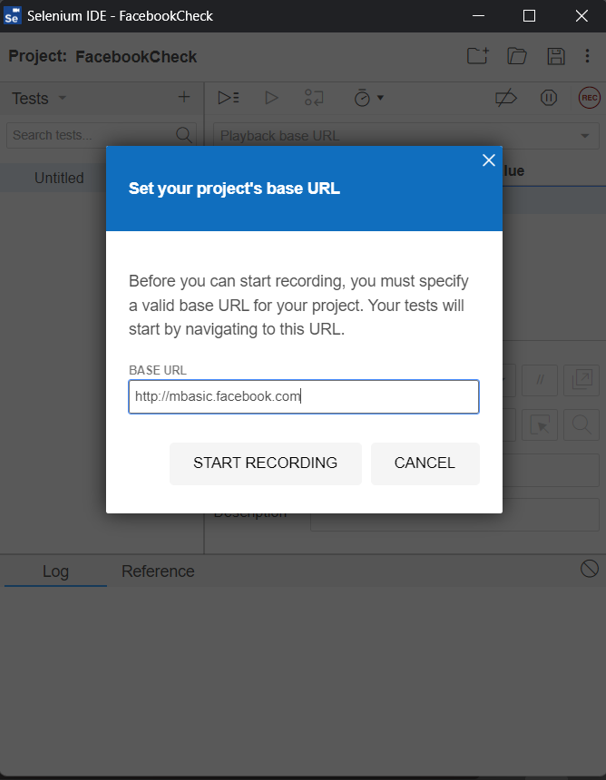 Se
Selenium IDE - FacebookCheck
Project: FacebookCheck
Tests
REC
Search tests...
Playback base URL
Untitled
lue
Set your project's base URL
Before you can start recording, you must specify
a valid base URL for your project. Your tests will
start by navigating to this URL.
BASE URL
http://mbasic.facebook.com
//
START RECORDING
CANCEL
Description
Log
Reference